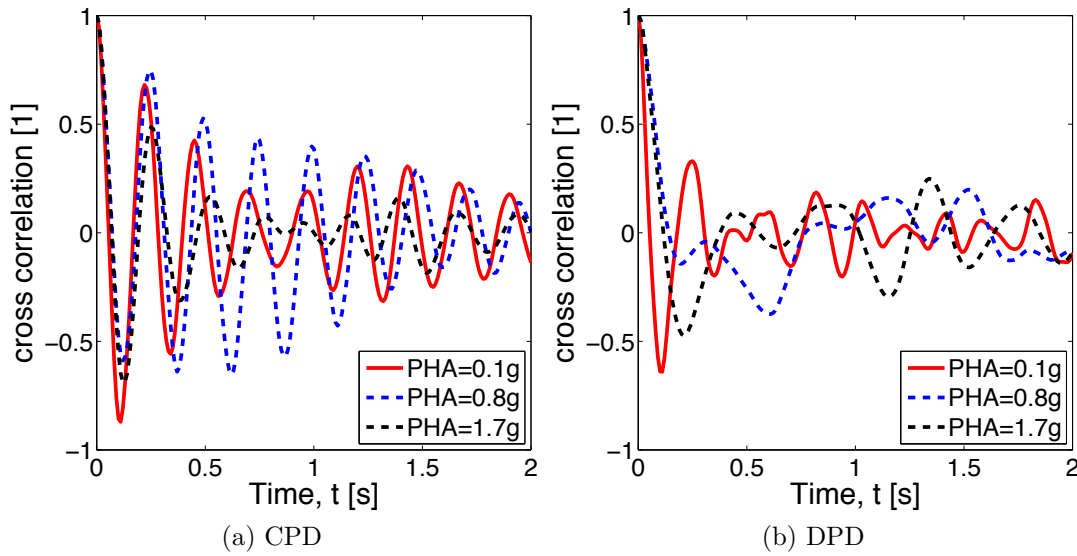 1
0.5
0
−0.5
−1
cross correlation [1]
0
0.5
1
1.5
2
Time, t [s]
PHA=0.1g
PHA=0.8g
PHA=1.7g
(a) CPD
1
0.5
0
−0.5
−1
cross correlation [1]
0
0.5
1
1.5
2
Time, t [s]
PHA=0.1g
PHA=0.8g
PHA=1.7g
(b) DPD